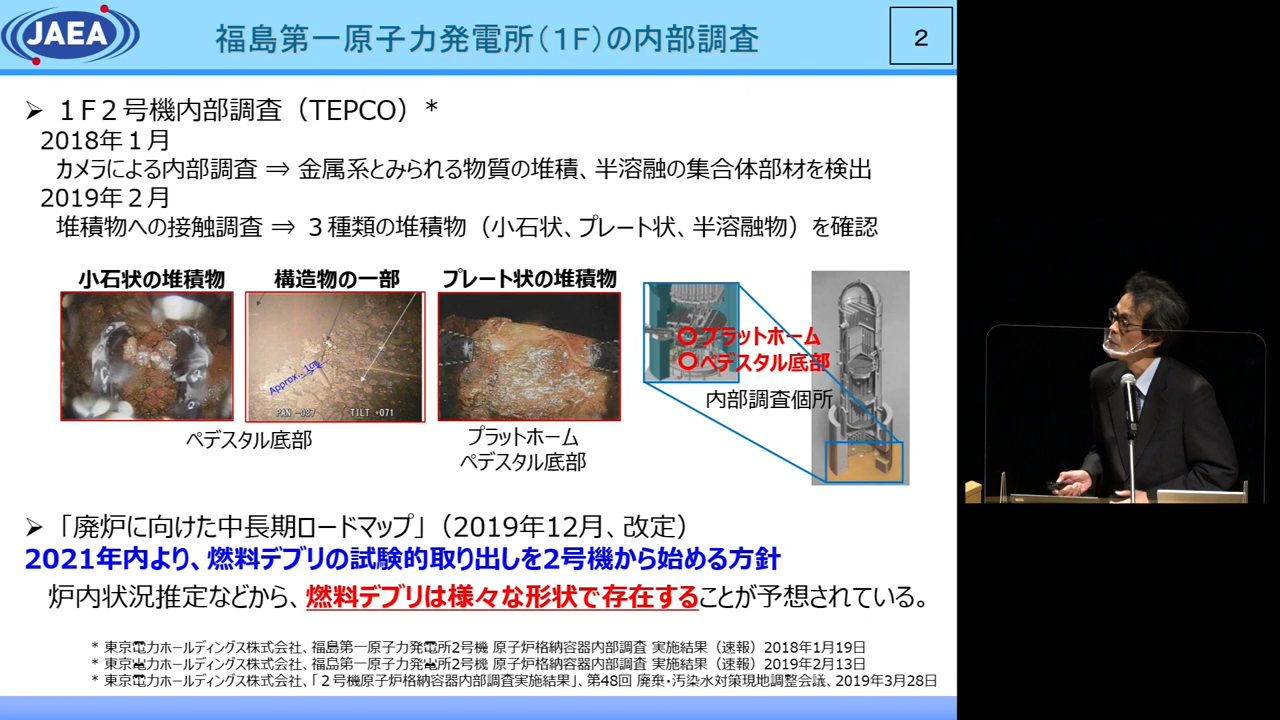 JAEA
福島第一原子力発電所(1F)の内部調査
2
➢ 1F2号機内部調査(TEPCO)*
2018年1月
カメラによる内部調査 ⇒ 金属系とみられる物質の堆積、半溶融の集合体部材を検出
2019年2月
堆積物への接触調査 ⇒ 3種類の堆積物(小石状、プレート状、半溶融物)を確認
小石状の堆積物
構造物の一部
プレート状の堆積物
〇プラットホーム
〇ペデスタル底部
Approx.. 1cm
PAN -087 TILT +071
内部調査個所
ペデスタル底部
プラットホーム
ペデスタル底部
➢ 「廃炉に向けた中長期ロードマップ」(2019年12月、改定)
2021年内より、燃料デブリの試験的取り出しを2号機から始める方針
炉内状況推定などから、燃料デブリは様々な形状で存在することが予想されている。
* 東京電力ホールディングス株式会社、福島第一原子力発電所2号機 原子炉格納容器内部調査 実施結果(速報)2018年1月19日
* 東京電力ホールディングス株式会社、福島第一原子力発電所2号機 原子炉格納容器内部調査 実施結果(速報)2019年2月13日
* 東京電力ホールディングス株式会社、「2号機原子炉格納容器内部調査実施結果」、第48回 廃棄・汚染水対策現地調整会議、2019年3月28日